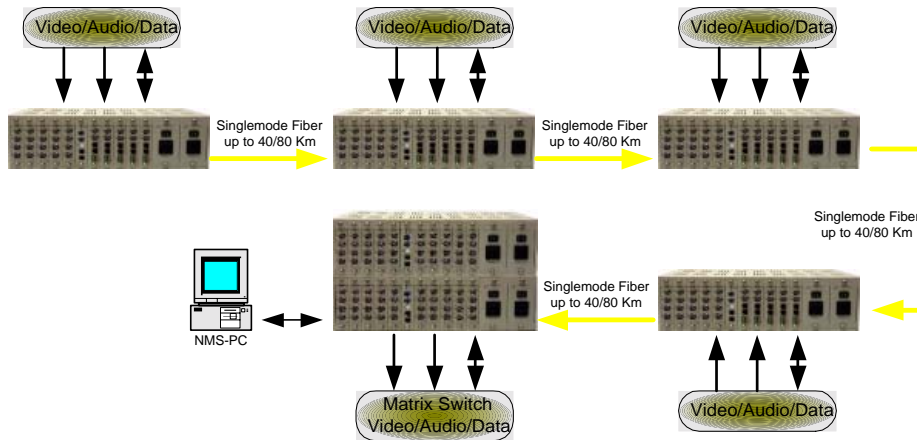 Video/Audio/Data
Video/Audio/Data
Video/Audio/Data
Singlemode Fiber
up to 40/80 Km
Singlemode Fiber
up to 40/80 Km
Singlemode Fiber
up to 40/80 Km
Singlemode Fiber
up to 40/80 Km
NMS-PC
Matrix Switch
Video/Audio/Data
Video/Audio/Data